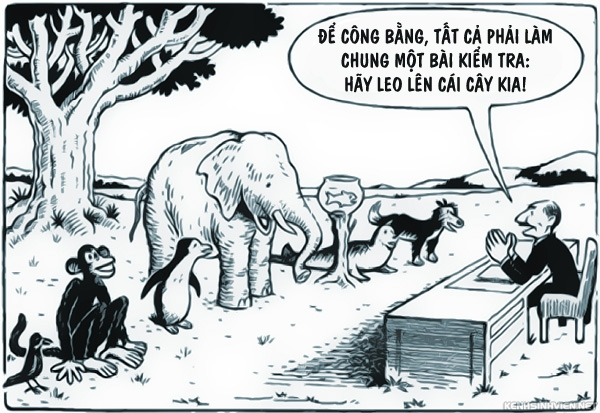 ĐỂ CÔNG BẰNG, TẤT CẢ PHẢI LÀM
CHUNG MỘT BÀI KIỂM TRA:
HÃY LEO LÊN CÁI CÂY KIA!
KENHSINHVIEN.NET